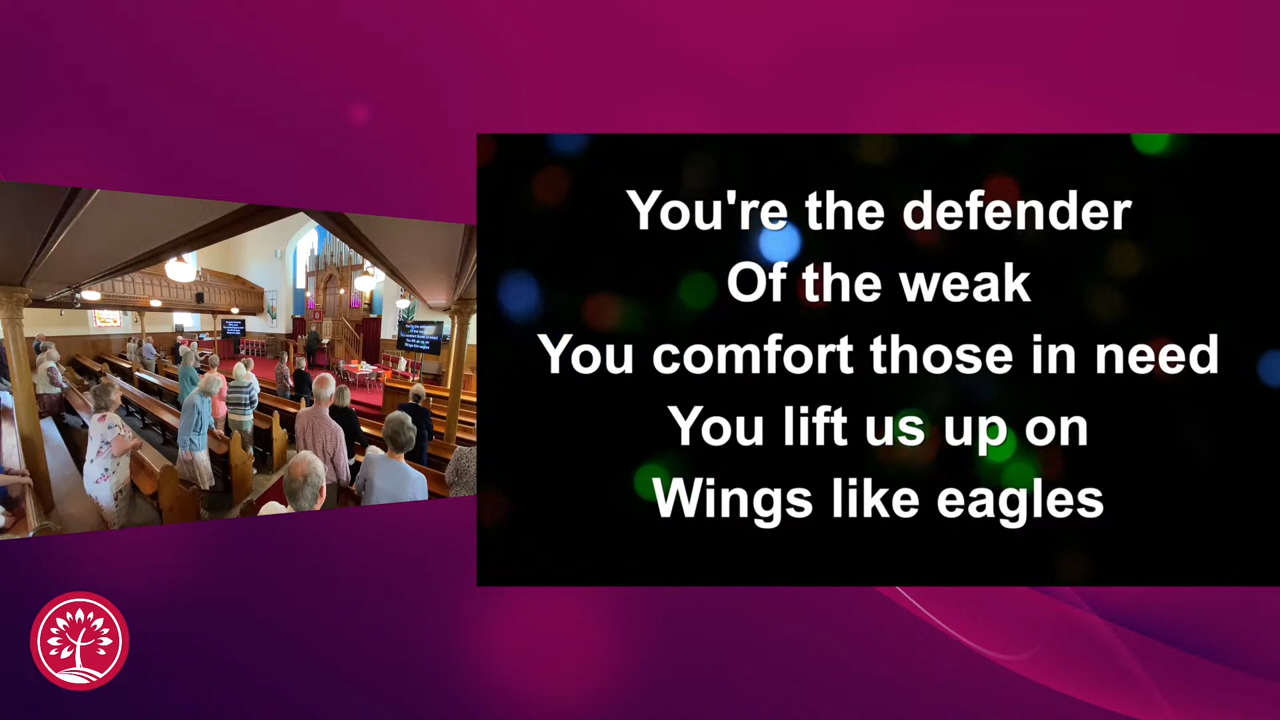 You're the defender
Of the weak
You comfort those in need
You lift us up on
Wings like eagles